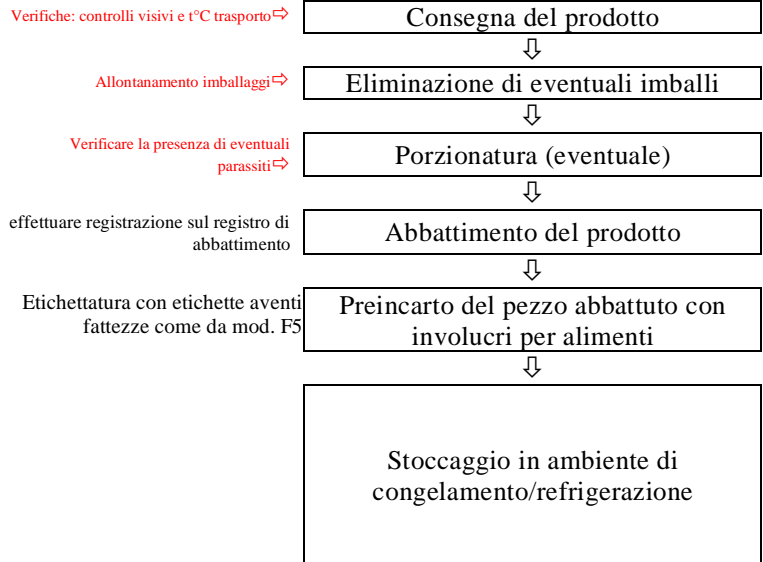 Verifiche: controlli visivi e t°C trasporto⇨
Consegna del prodotto
⇩
Allontanamento imballaggi⇨
Eliminazione di eventuali imballi
⇩
Verificare la presenza di eventuali
parassiti⇨
Porzionatura (eventuale)
⇩
effettuare registrazione sul registro di
abbattimento
Abbattimento del prodotto
⇩
Etichettatura con etichette aventi
fattezze come da mod. F5
Preincarto del pezzo abbattuto con
involucri per alimenti
⇩
Stoccaggio in ambiente di
congelamento/refrigerazione